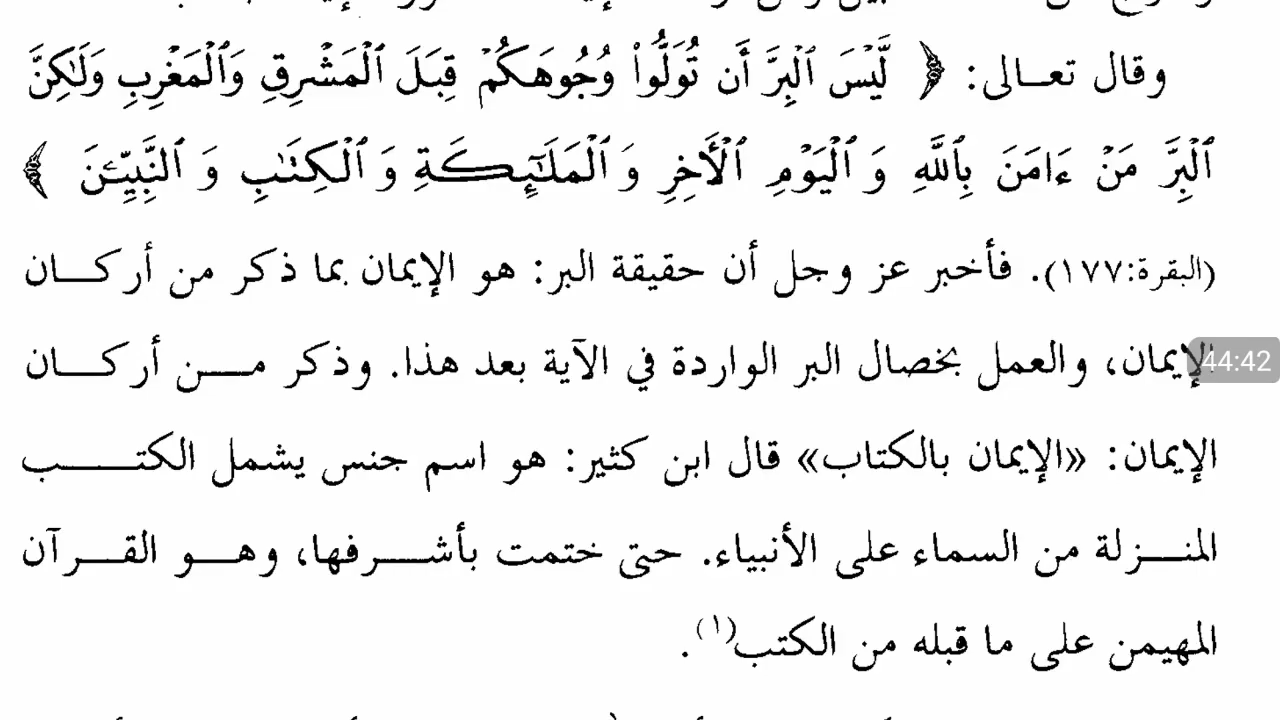 وقال تعالى: ﴿ لَّيْسَ ٱلْبِرَّ أَن تُوَلُّوا۟ وُجُوهَكُمْ قِبَلَ ٱلْمَشْرِقِ وَٱلْمَغْرِبِ وَلَٰكِنَّ
ٱلْبِرَّ مَنْ ءَامَنَ بِٱللَّهِ وَ ٱلْيَوْمِ ٱلْأَخِرِ وَ ٱلْمَلَٰٓئِكَةِ وَ ٱلْكِتَٰبِ وَ ٱلنَّبِيِّـۧنَ ﴾
(البقرة:١٧٧). فأخبر عز وجل أن حقيقة البر: هو الإيمان بما ذكر من أركان
الإيمان، والعمل بخصال البر الواردة في الآية بعد هذا. وذكر من أركان
44:42
الإيمان: «الإيمان بالكتاب» قال ابن كثير: هو اسم جنس يشمل الكتب
المنزلة من السماء على الأنبياء. حتى ختمت بأشرفها، وهو القرآن
المهيمن على ما قبله من الكتب(١).